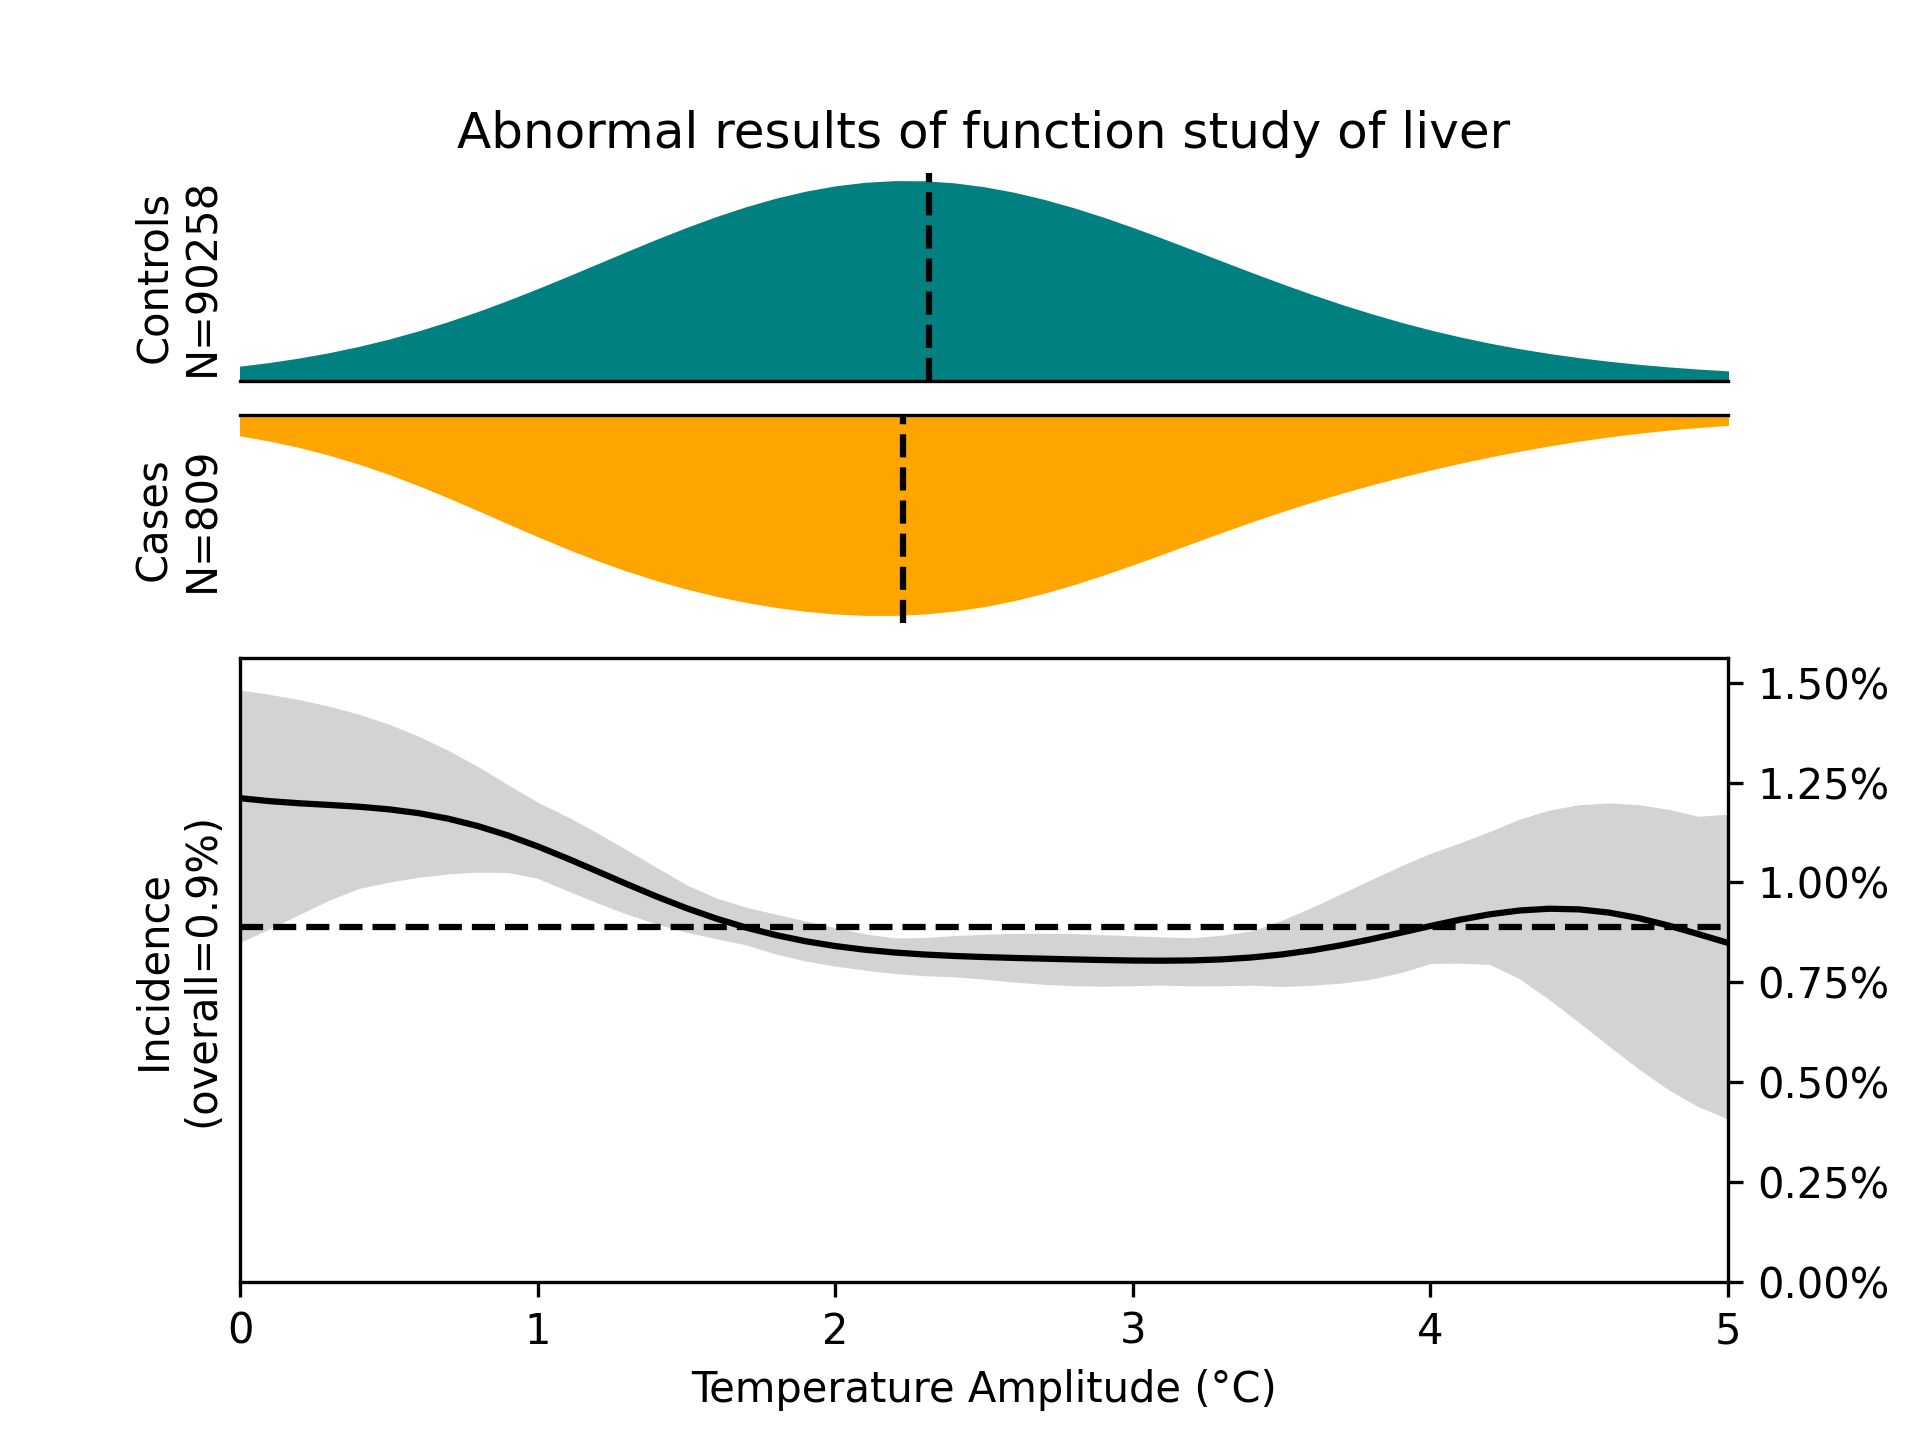 Abnormal results of function study of liver
Controls
N=90258
Cases
N=809
Incidence
(overall=0.9%)
1.50%
1.25%
1.00%
0.75%
0.50%
0.25%
0.00%
0 1 2 3 4 5
Temperature Amplitude (°C)